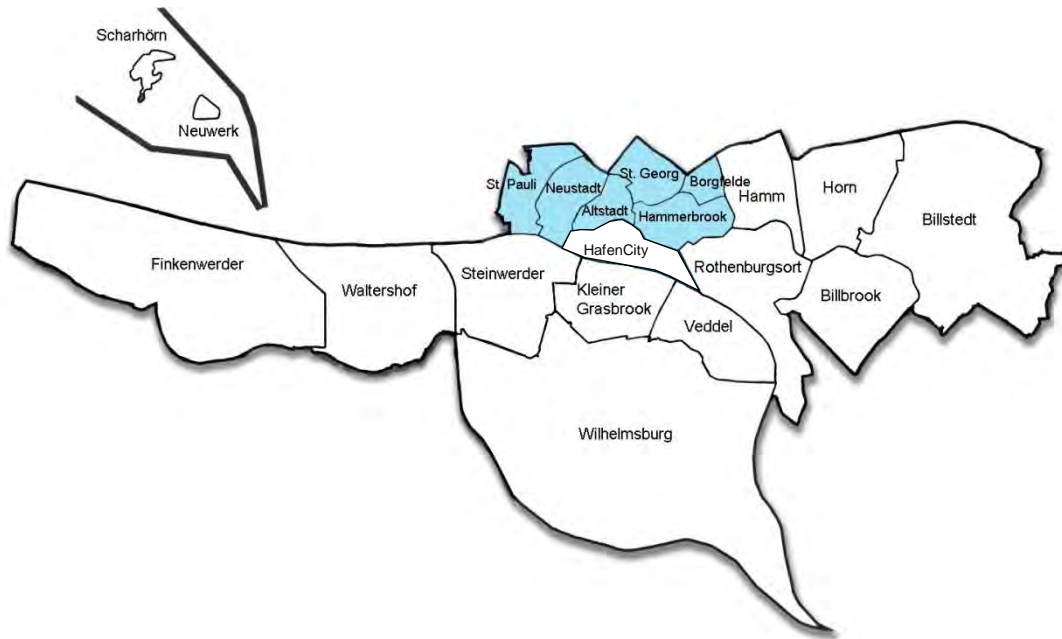 Scharhörn
Neuwerk
St. Pauli
Neustadt
St. Georg
Borgfelde
Altstadt
Hammerbrook
Hamm
Horn
Billstedt
HafenCity
Finkenwerder
Waltershof
Steinwerder
Kleiner
Grasbrook
Rothenburgsort
Billbrook
Veddel
Wilhelmsburg